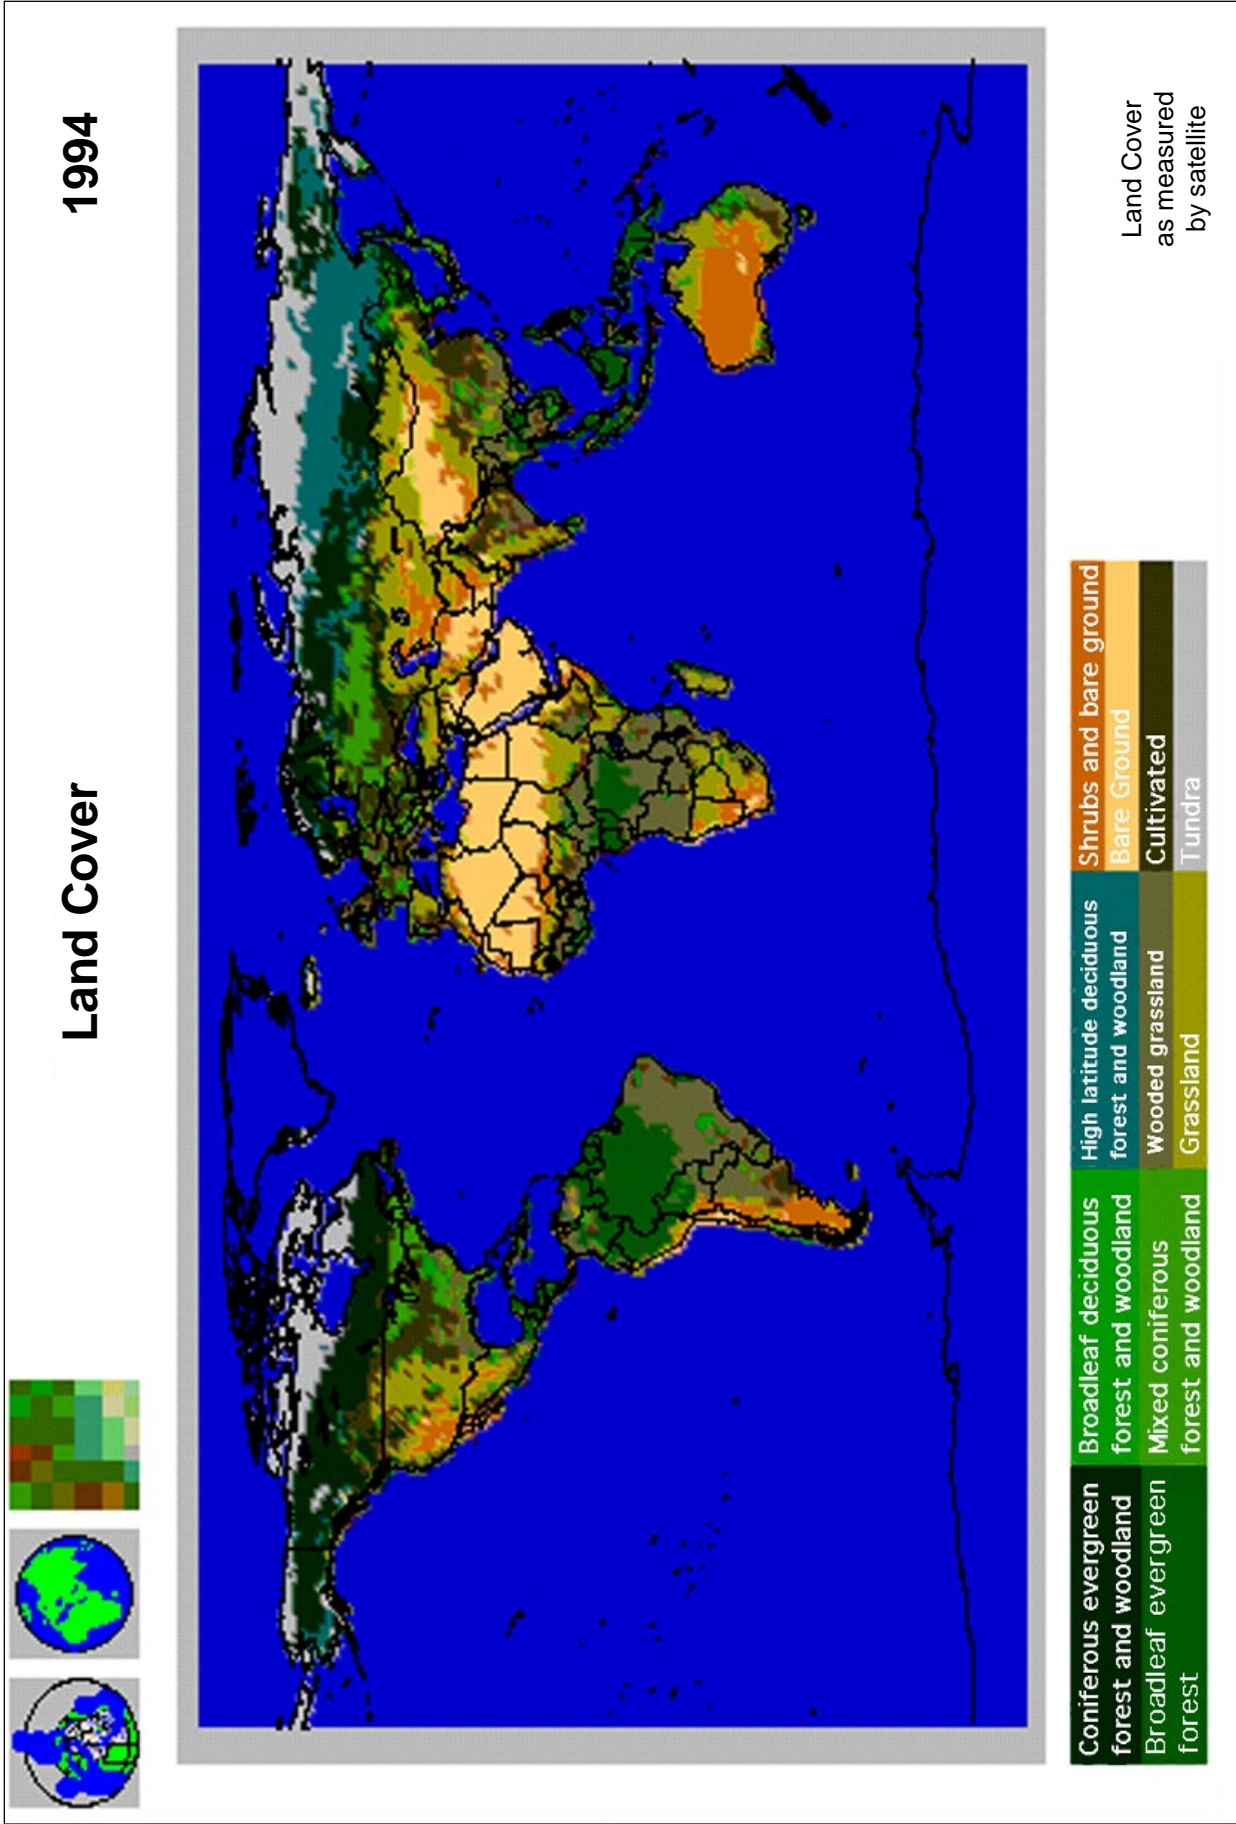 Land Cover
1994
Coniferous evergreen
forest and woodland
Broadleaf evergreen
forest
Broadleaf deciduous
forest and woodland
Mixed coniferous
forest and woodland
High latitude deciduous
forest and woodland
Wooded grassland
Grassland
Shrubs and bare ground
Bare Ground
Cultivated
Tundra
Land Cover
as measured
by satellite